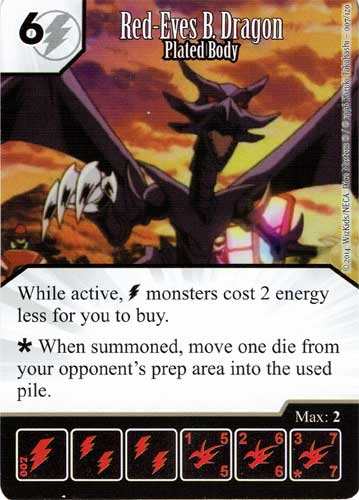 6
Red-Eyes B. Dragon
Plated Body
While active, monsters cost 2 energy
less for you to buy.
* When summoned, move one die from
your opponent's prep area into the used
pile.
Max: 2
007
1 5 5
2 6 6
3 7 * 7